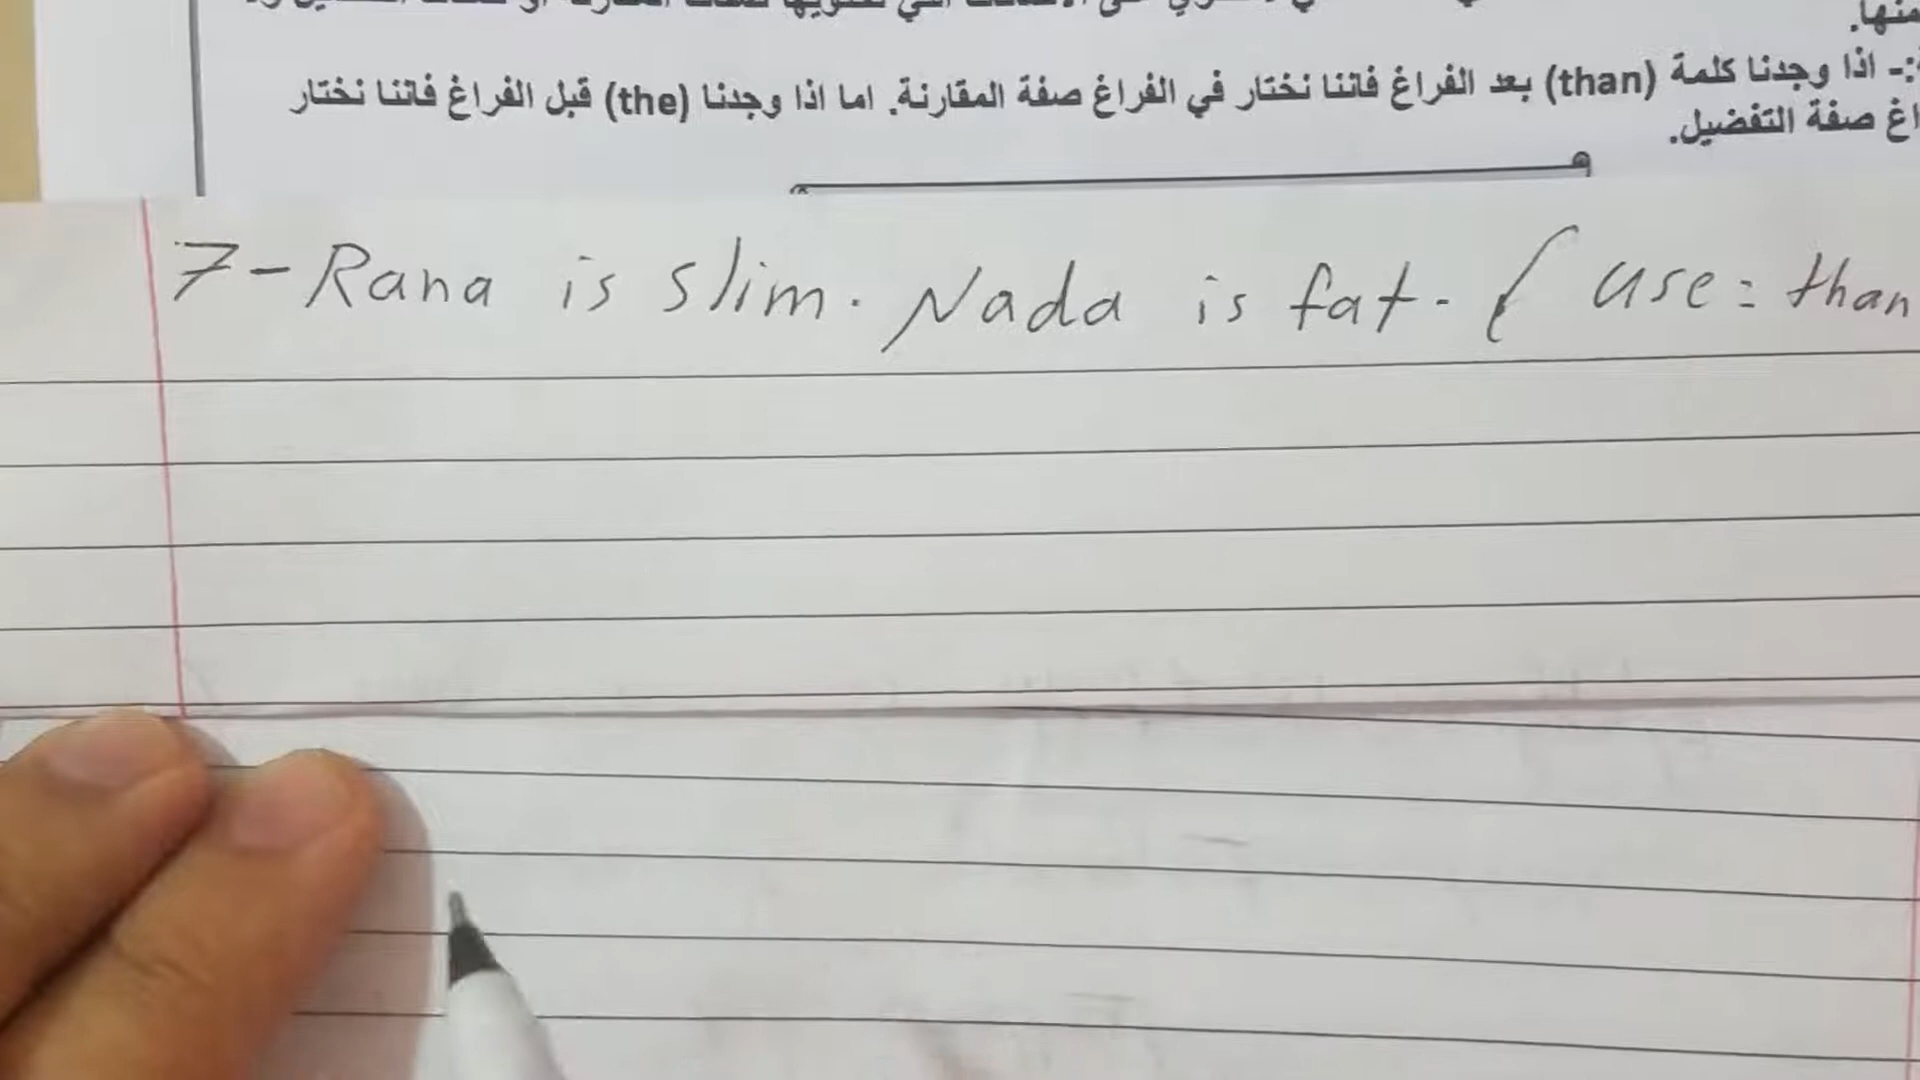 منها.
:- اذا وجدنا كلمة (than) بعد الفراغ فاننا نختار في الفراغ صفة المقارنة. اما اذا وجدنا (the) قبل الفراغ فاننا نختار
اغ صفة التفضيل.
7- Rana is slim. Nada is fat. ( use: than